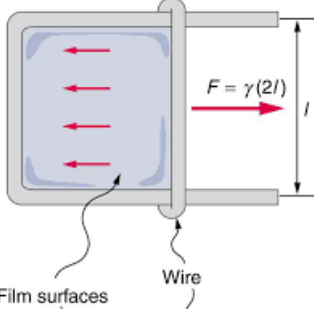 F = γ(2l)
l
Wire
Film surfaces